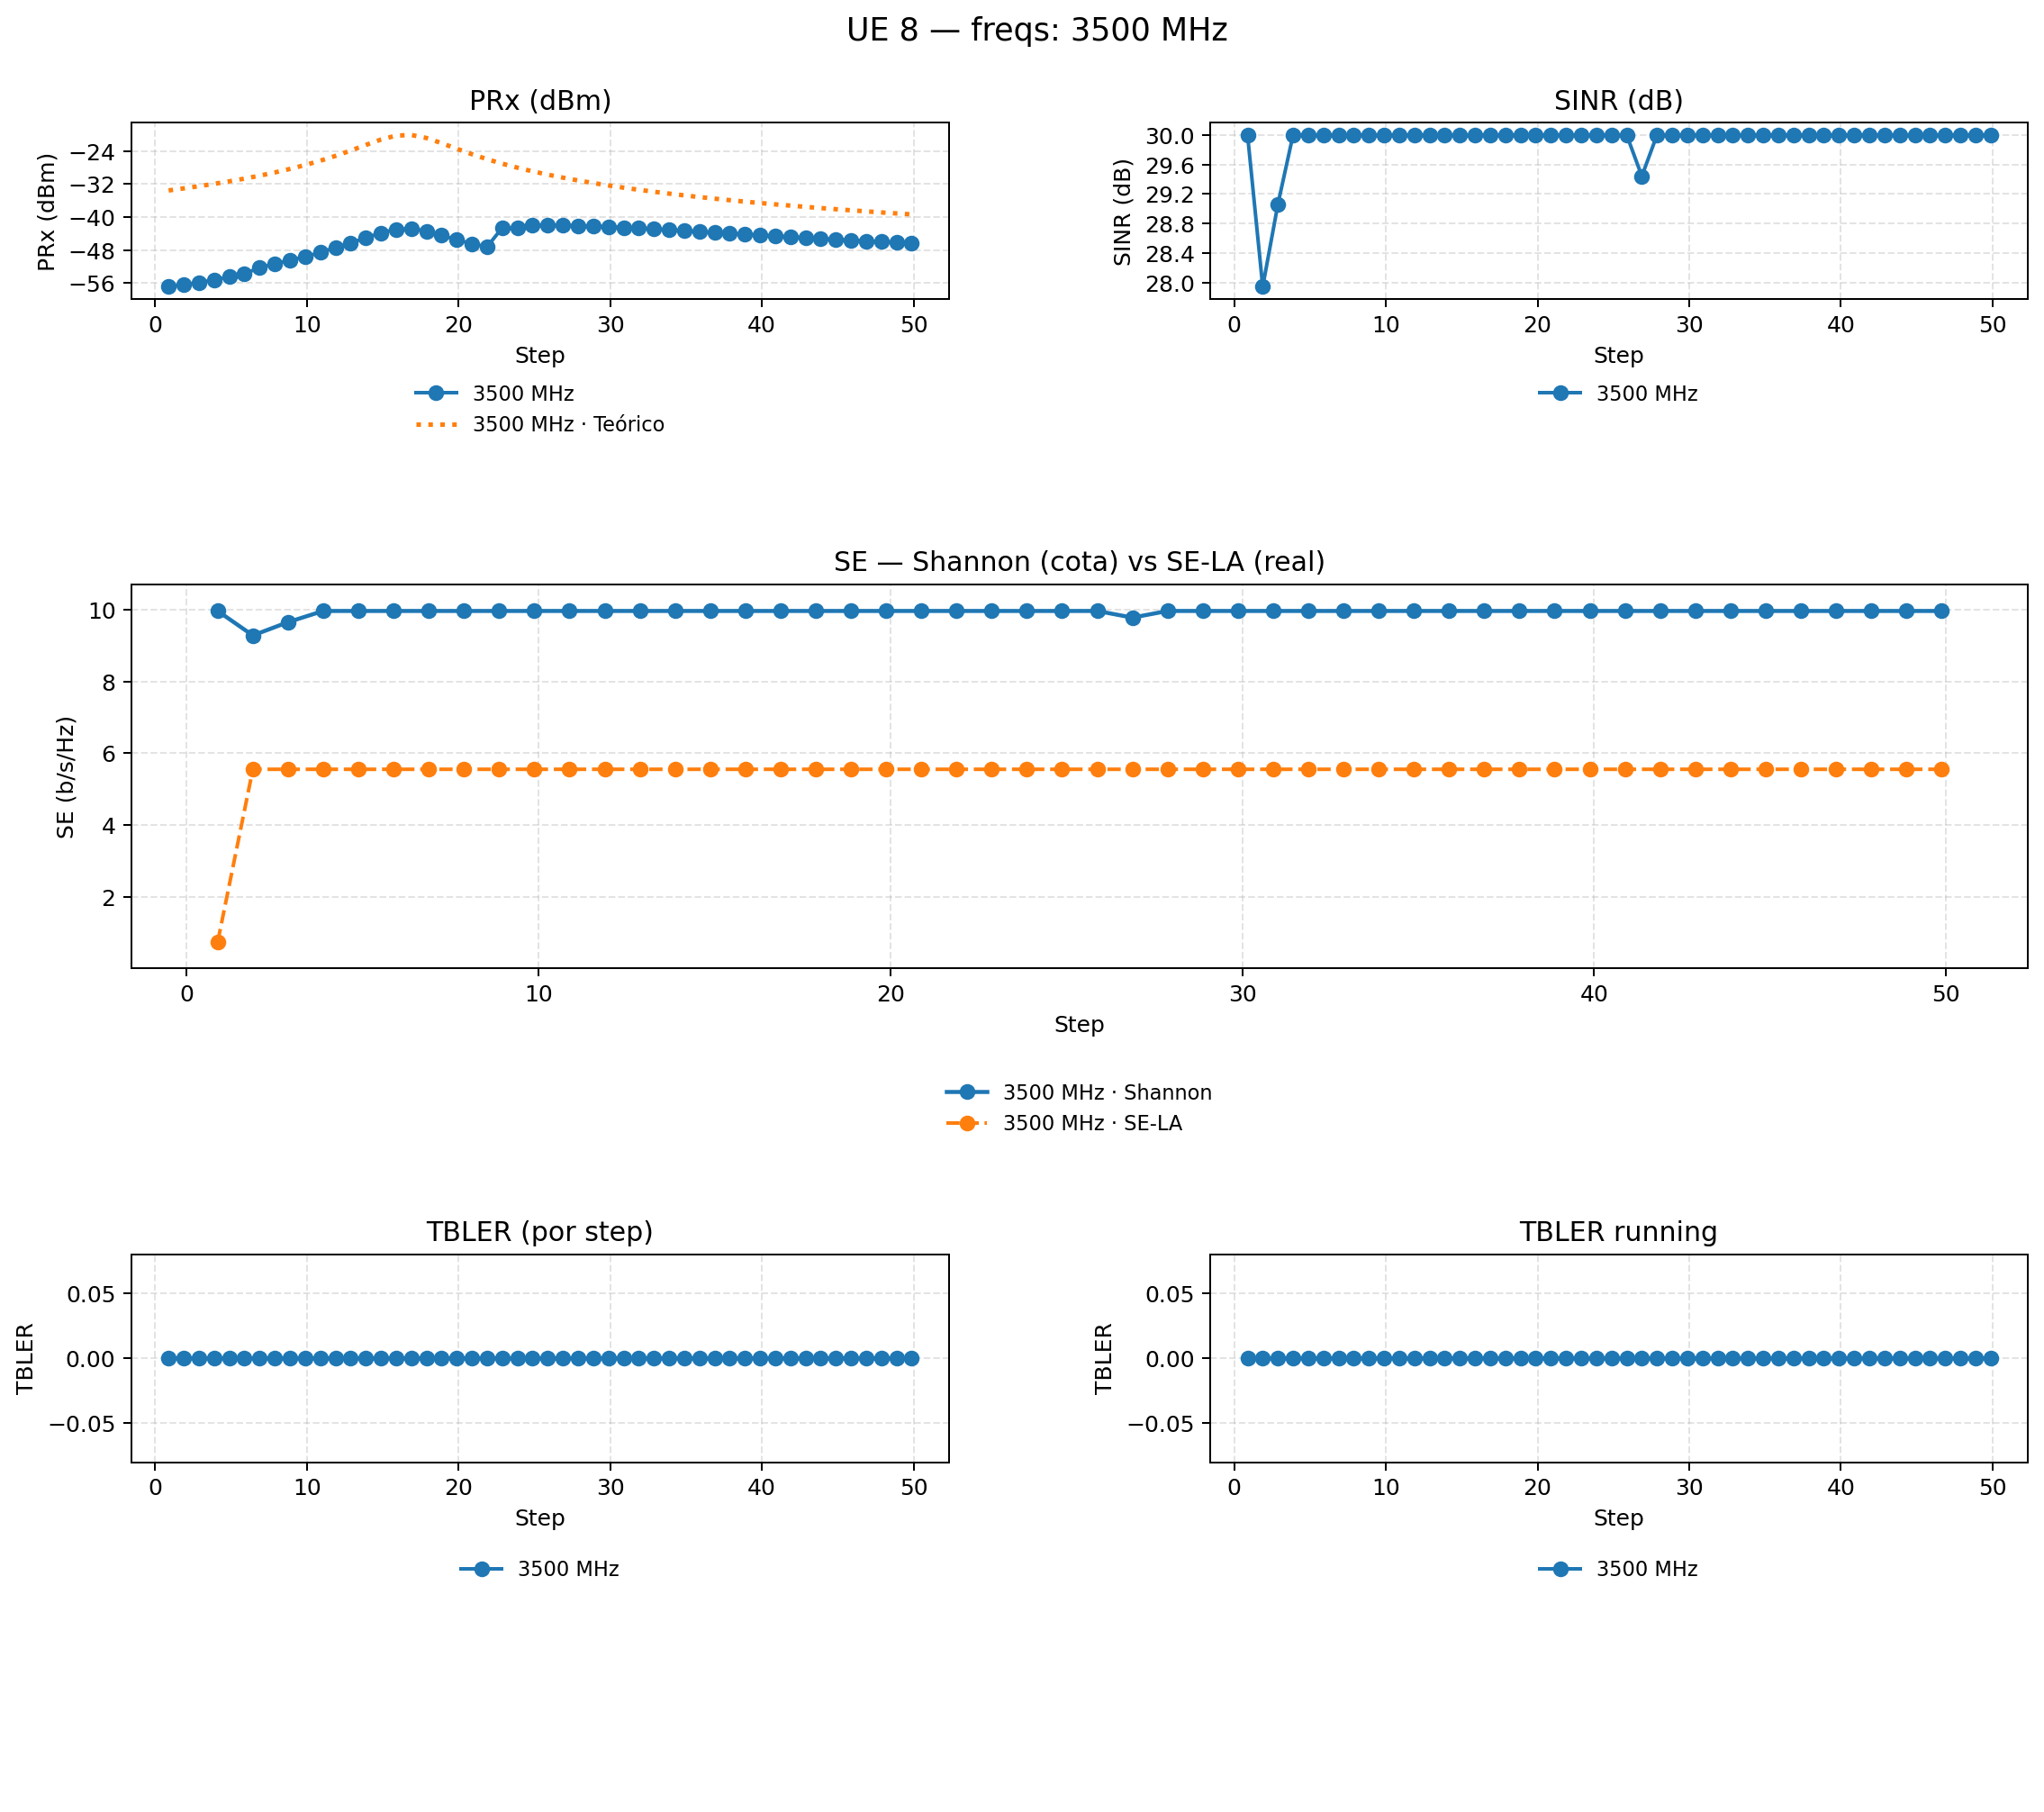 UE 8 — freqs: 3500 MHz
PRx (dBm)
PRx (dBm)
−24
−32
−40
−48
−56
0 10 20 30 40 50
Step
3500 MHz
3500 MHz · Teórico
SINR (dB)
SINR (dB)
30.0
29.6
29.2
28.8
28.4
28.0
0 10 20 30 40 50
Step
3500 MHz
SE — Shannon (cota) vs SE-LA (real)
SE (b/s/Hz)
10
8
6
4
2
0 10 20 30 40 50
Step
3500 MHz · Shannon
3500 MHz · SE-LA
TBLER (por step)
TBLER
0.05
0.00
−0.05
0 10 20 30 40 50
Step
3500 MHz
TBLER running
TBLER
0.05
0.00
−0.05
0 10 20 30 40 50
Step
3500 MHz